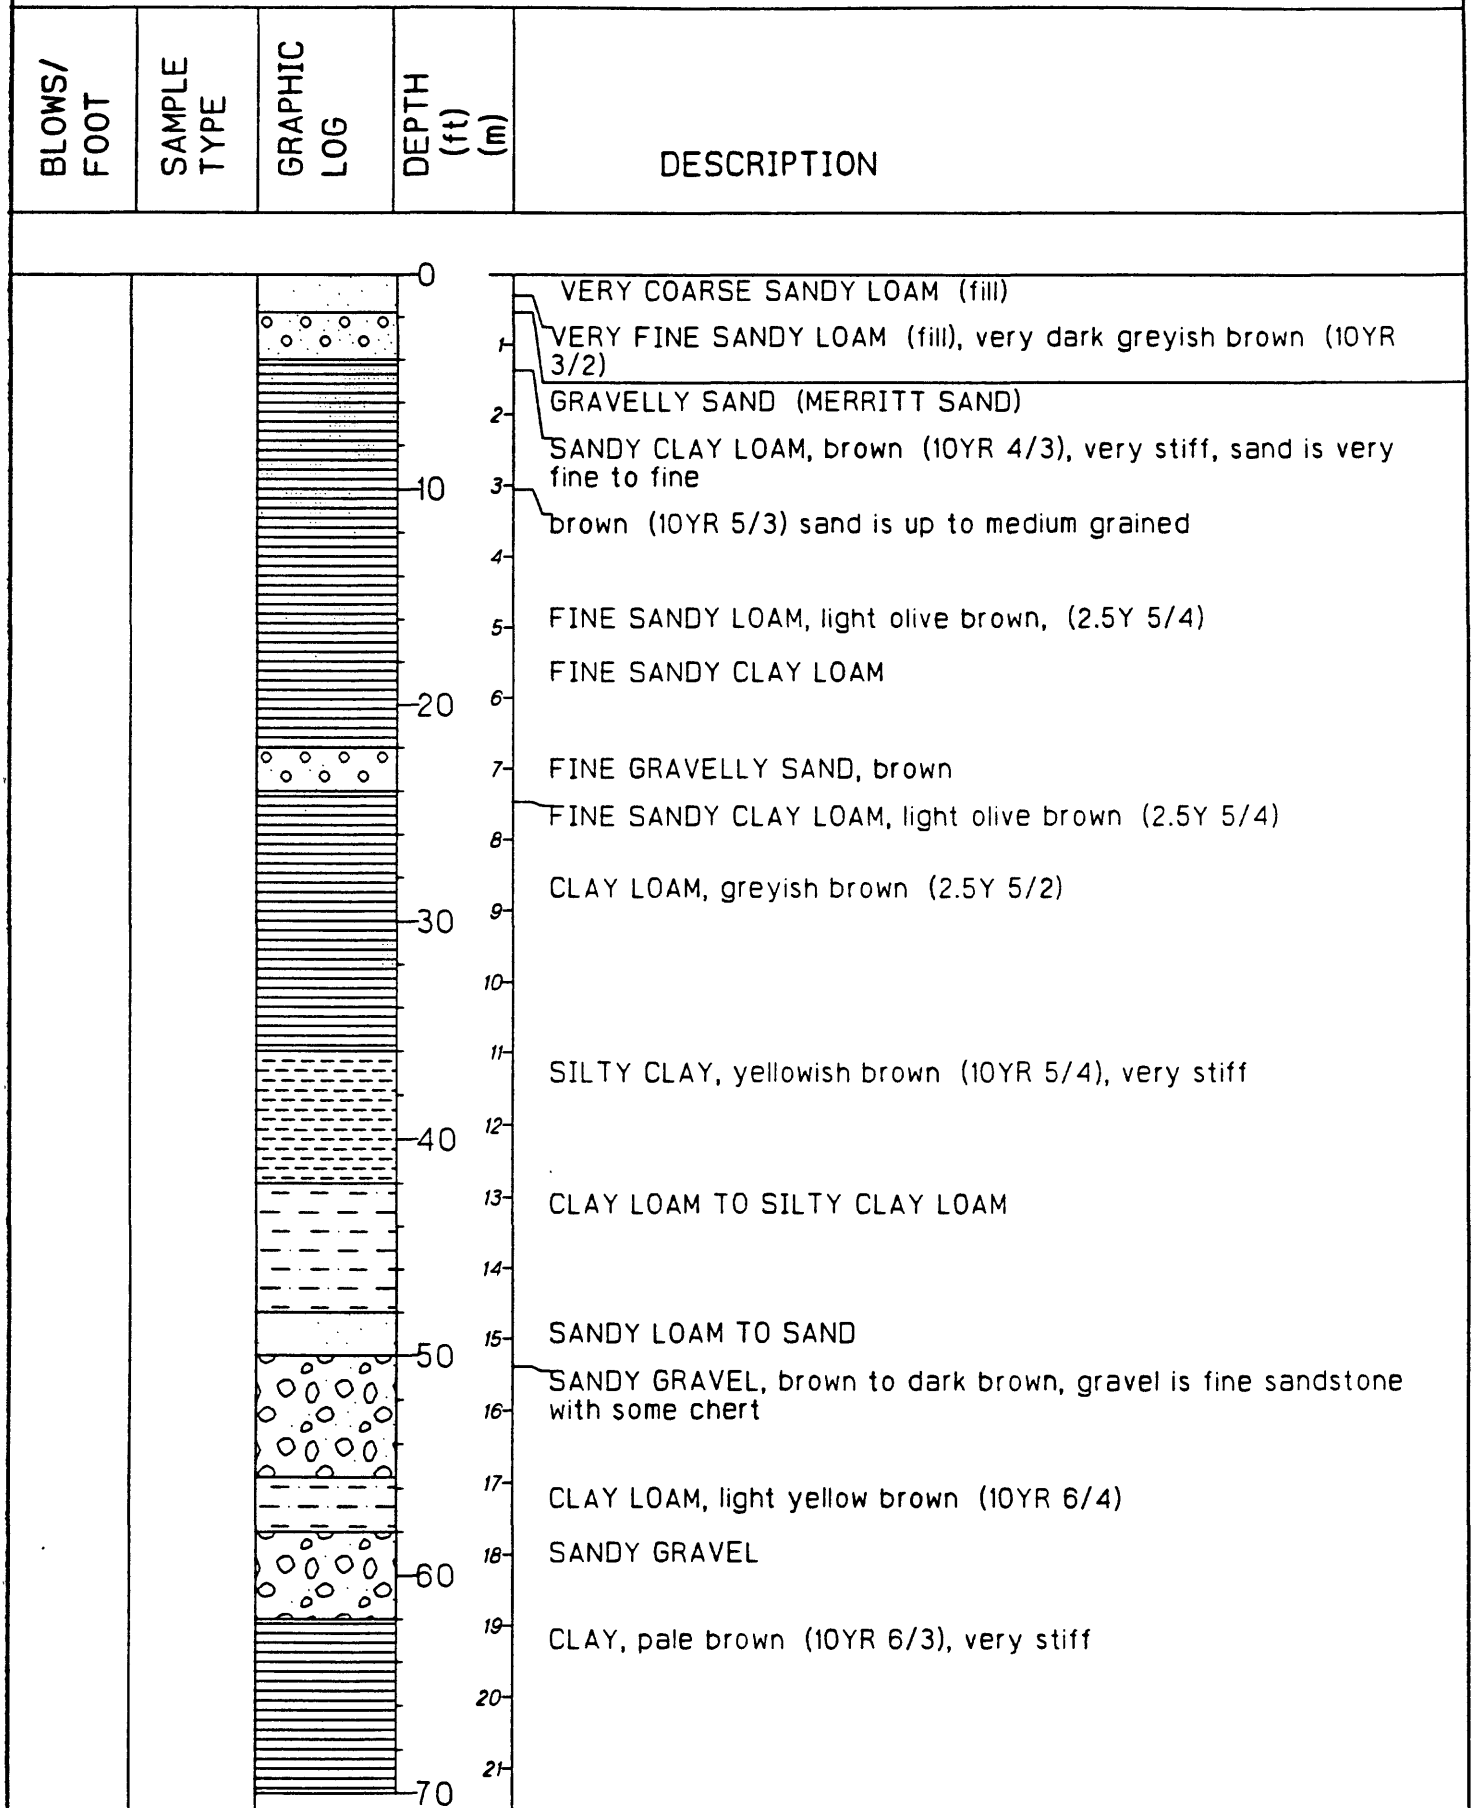 BLOWS/
FOOT
SAMPLE
TYPE
GRAPHIC
LOG
DEPTH
(ft)
(m)
DESCRIPTION
0
VERY COARSE SANDY LOAM (fill)
1
VERY FINE SANDY LOAM (fill), very dark greyish brown (10YR
3/2)
2
GRAVELLY SAND (MERRITT SAND)
SANDY CLAY LOAM, brown (10YR 4/3), very stiff, sand is very
fine to fine
10
3
brown (10YR 5/3) sand is up to medium grained
4
5
FINE SANDY LOAM, light olive brown, (2.5Y 5/4)
FINE SANDY CLAY LOAM
6
20
7
FINE GRAVELLY SAND, brown
FINE SANDY CLAY LOAM, light olive brown (2.5Y 5/4)
8
CLAY LOAM, greyish brown (2.5Y 5/2)
9
30
10
11
SILTY CLAY, yellowish brown (10YR 5/4), very stiff
12
40
13
CLAY LOAM TO SILTY CLAY LOAM
14
15
SANDY LOAM TO SAND
50
SANDY GRAVEL, brown to dark brown, gravel is fine sandstone
with some chert
16
17
CLAY LOAM, light yellow brown (10YR 6/4)
18
SANDY GRAVEL
60
19
CLAY, pale brown (10YR 6/3), very stiff
20
21
70